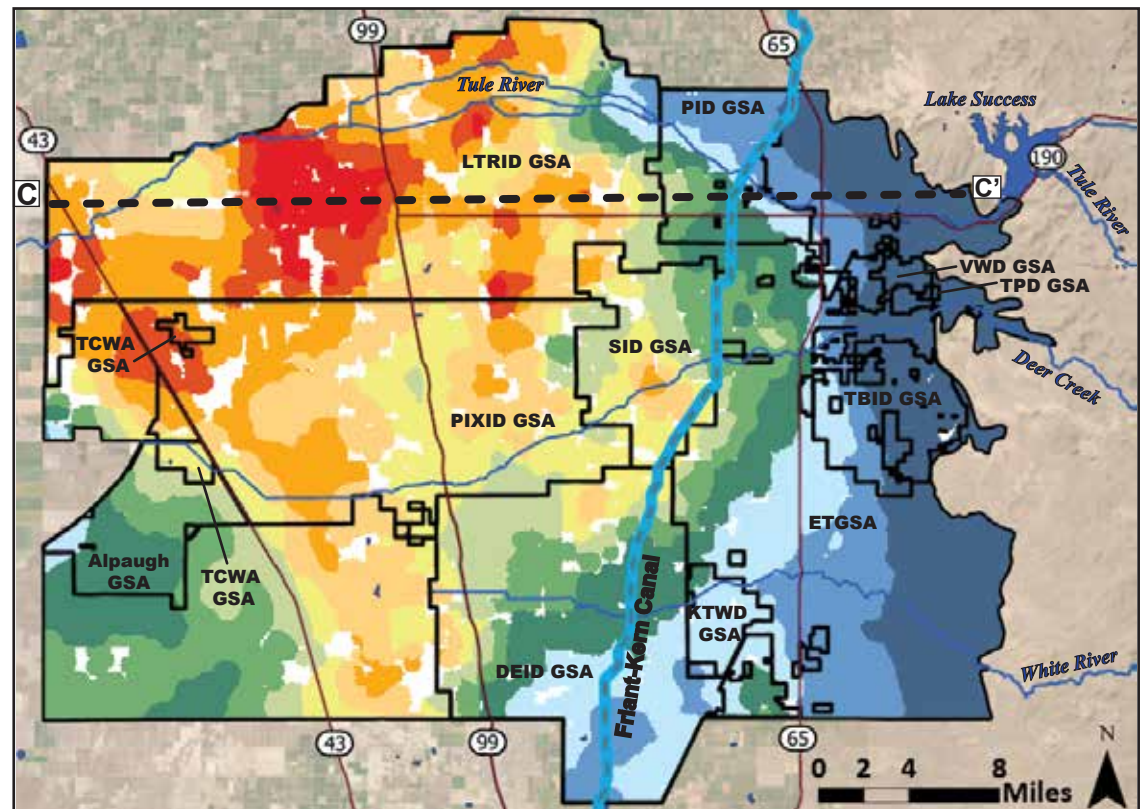 99
65
Tule River
PID GSA
Lake Success
43
190
LTRID GSA
C
C'
Tule River
VWD GSA
TPD GSA
TCWA
GSA
SID GSA
Deer Creek
TBID GSA
PIXID GSA
ETGSA
Alpaugh
GSA
TCWA
GSA
KTWD
GSA
DEID GSA
Friant-Kern Canal
White River
43
99
65
N
0 2 4 8
Miles